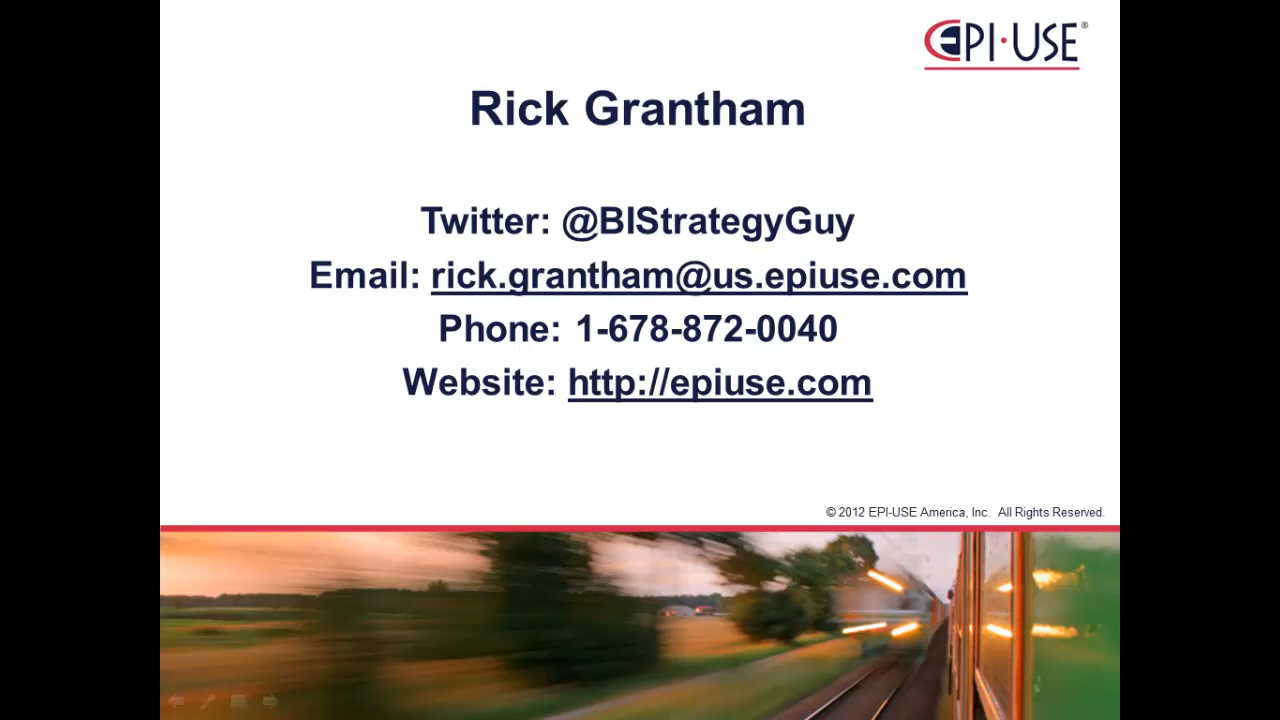 EPI·USE®
Rick Grantham
Twitter: @BIStrategyGuy
Email: rick.grantham@us.epiuse.com
Phone: 1-678-872-0040
Website: http://epiuse.com
© 2012 EPI-USE America, Inc. All Rights Reserved.